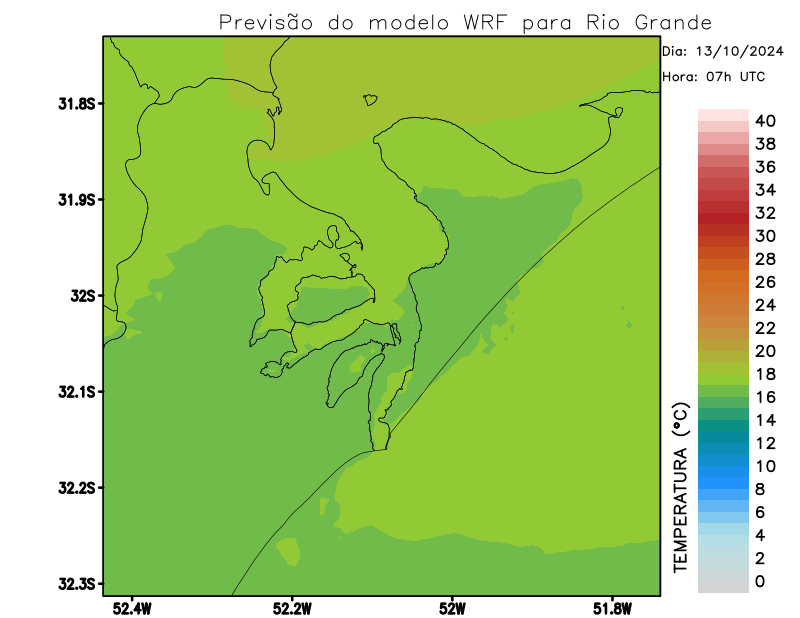 Previsão do modelo WRF para Rio Grande
Dia: 13/10/2024
Hora: 07h UTC
31.8S
31.9S
32S
32.1S
32.2S
32.3S
52.4W
52.2W
52W
51.8W
TEMPERATURA (ºC)
40
38
36
34
32
30
28
26
24
22
20
18
16
14
12
10
8
6
4
2
0